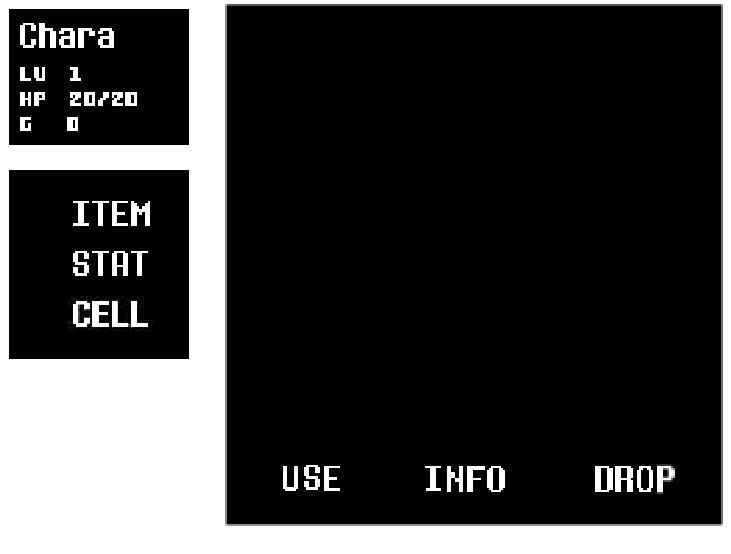 Chara
LV 1
HP 20/20
G 0
ITEM
STAT
CELL
USE INFO DROP